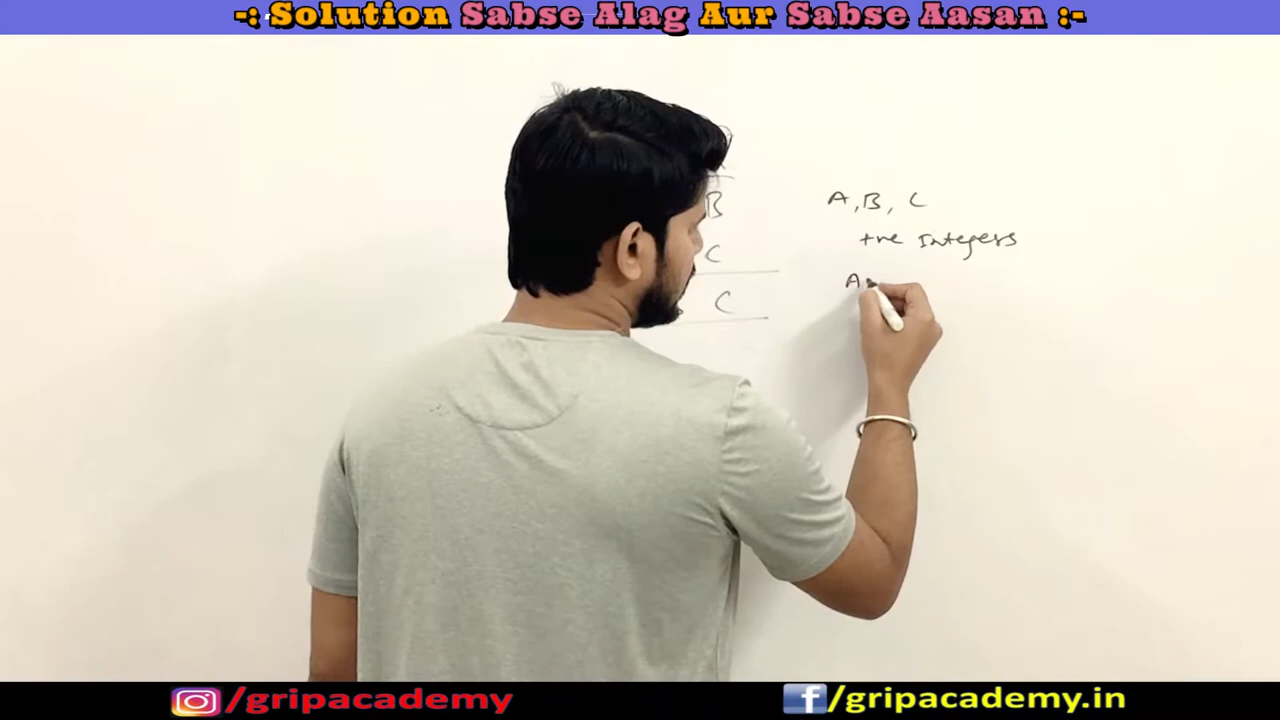 -: Solution Sabse Alag Aur Sabse Aasan :-
B
C
C
A, B, C
+ve Integers
A
/gripacademy
/gripacademy.in